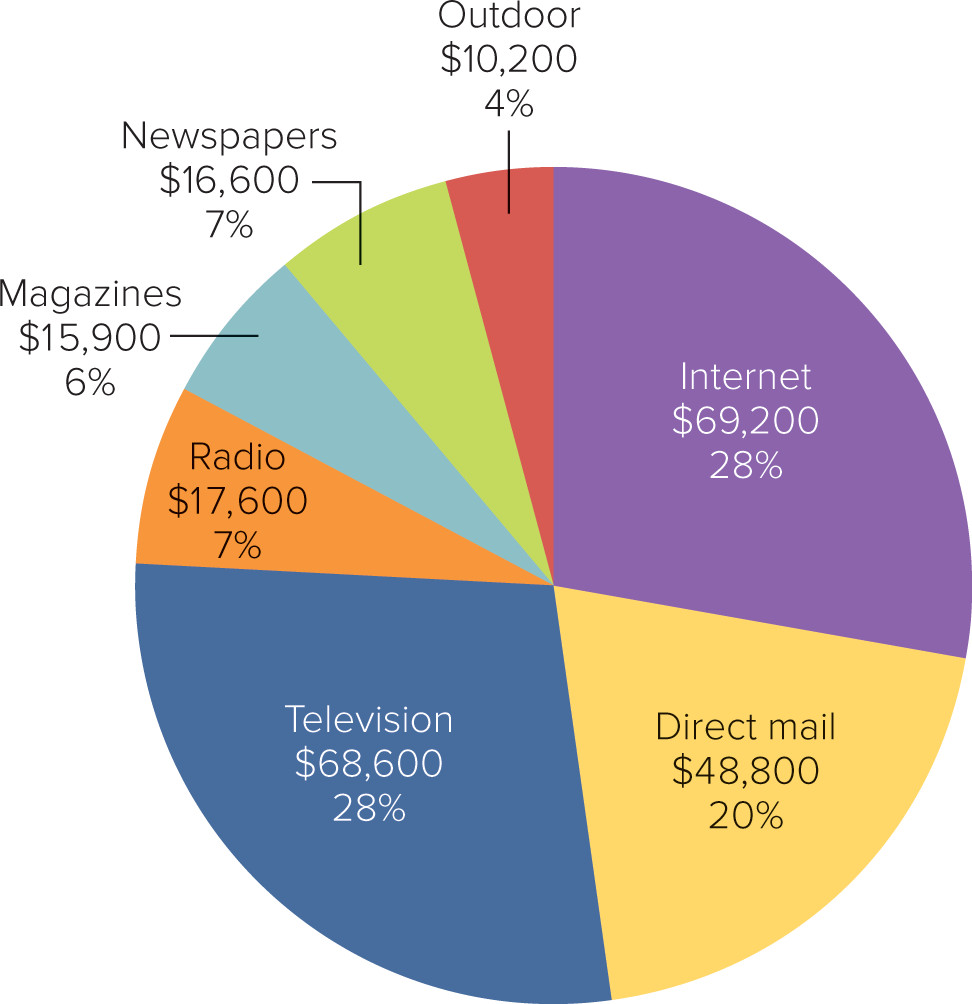 Outdoor
$10,200
4%
Newspapers
$16,600
7%
Magazines
$15,900
6%
Radio
$17,600
7%
Internet
$69,200
28%
Television
$68,600
28%
Direct mail
$48,800
20%